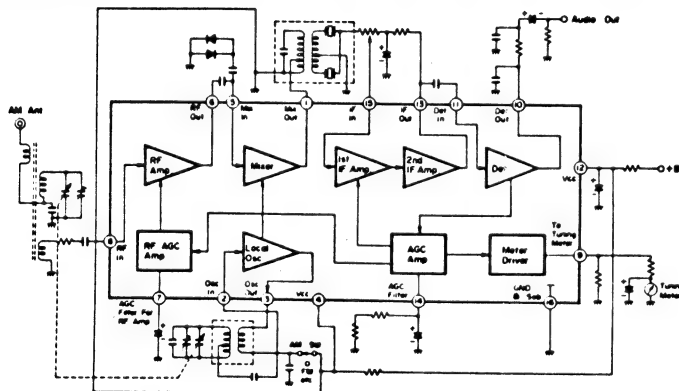 Audio Out
AM Ant
6
5
1
15
13
11
10
RF Out
Mix In
Mix Out
IF In
IF Out
Det In
Det Out
RF Amp
Mixer
1st IF Amp
2nd IF Amp
Det
12
Vcc
+B
8
RF In
RF AGC Amp
Local Osc
AGC Amp
Meter Driver
To Tuning Meter
9
Osc In
Osc Out
Vcc
AGC Filter
GND & Sub
Tuning Meter
7
2
3
4
14
16
AGC Filter For RF Amp
AM SW
FM